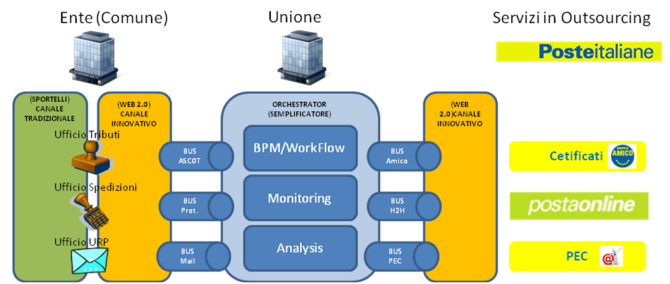 Ente (Comune)
Unione
Servizi in Outsourcing
Posteitaliane
(SPORTELLI)
CANALE
TRADIZIONALE
(WEB 2.0)
CANALE
INNOVATIVO
ORCHESTRATOR
(SEMPLIFICATORE)
(WEB
2.0)CANALE
INNOVATIVO
Ufficio Tributi
BUS
ASCOT
BPM/WorkFlow
BUS
Amico
Cetificati
AMICO
Ufficio Spedizioni
BUS
Prot.
Monitoring
BUS
H2H
postaonline
Ufficio URP
BUS
Mail
Analysis
BUS
PEC
PEC
@